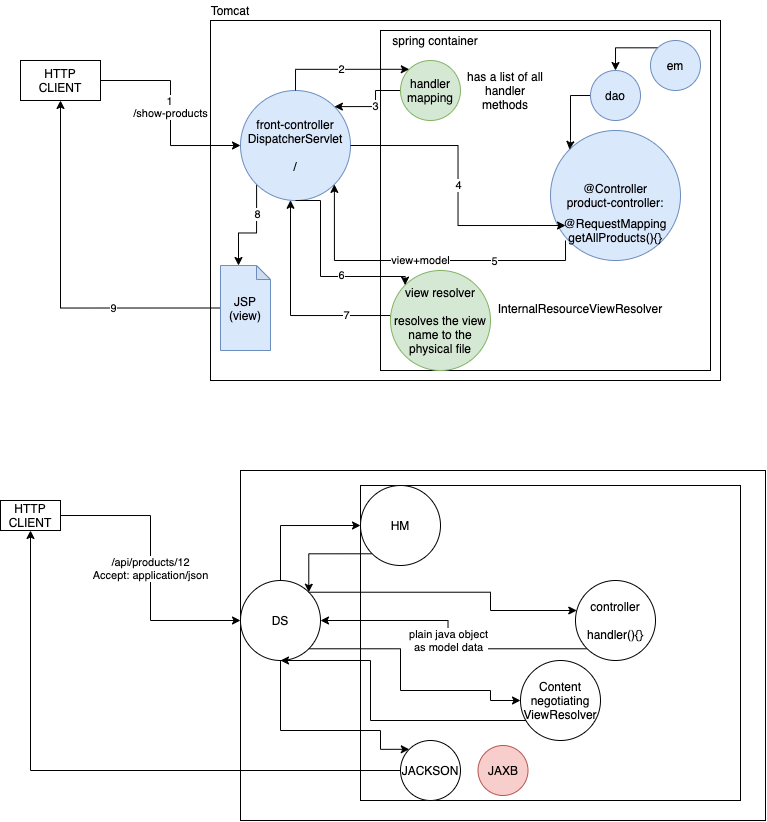 Tomcat
spring container
HTTP
CLIENT
1
/show-products
2
3
handler
mapping
has a list of all
handler
methods
em
dao
front-controller
DispatcherServlet
/
4
@Controller
product-controller:
@RequestMapping
getAllProducts(){}
8
view+model
5
6
view resolver
resolves the view
name to the
physical file
InternalResourceViewResolver
7
JSP
(view)
9
HTTP
CLIENT
HM
/api/products/12
Accept: application/json
DS
controller
handler(){}
plain java object
as model data
Content
negotiating
ViewResolver
JACKSON
JAXB